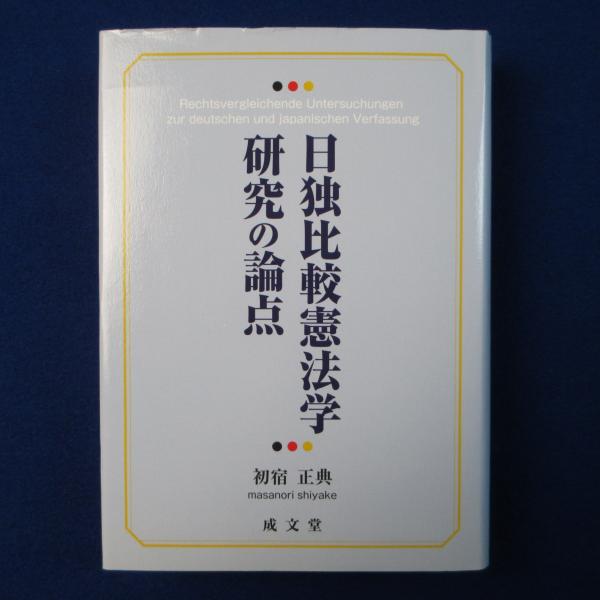 Rechtsvergleichende Untersuchungen
zur deutschen und japanischen Verfassung
日独比較憲法学
研究の論点
初宿 正典
masanori shiyake
成文堂